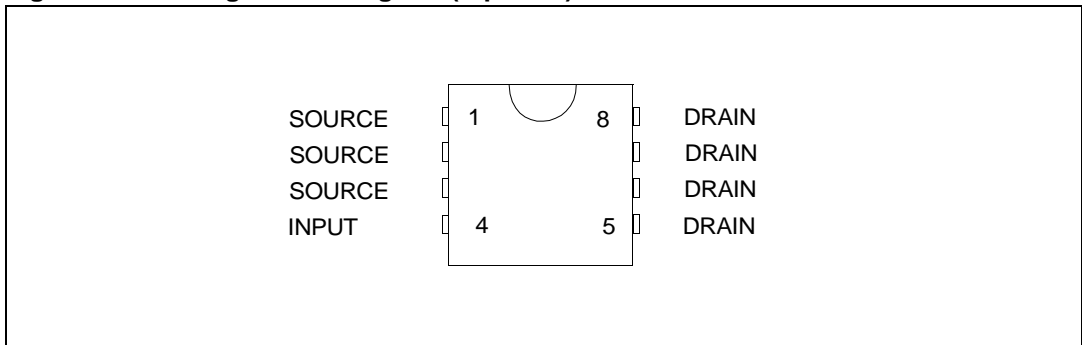 SOURCE 1 8 DRAIN
SOURCE DRAIN
SOURCE DRAIN
INPUT 4 5 DRAIN